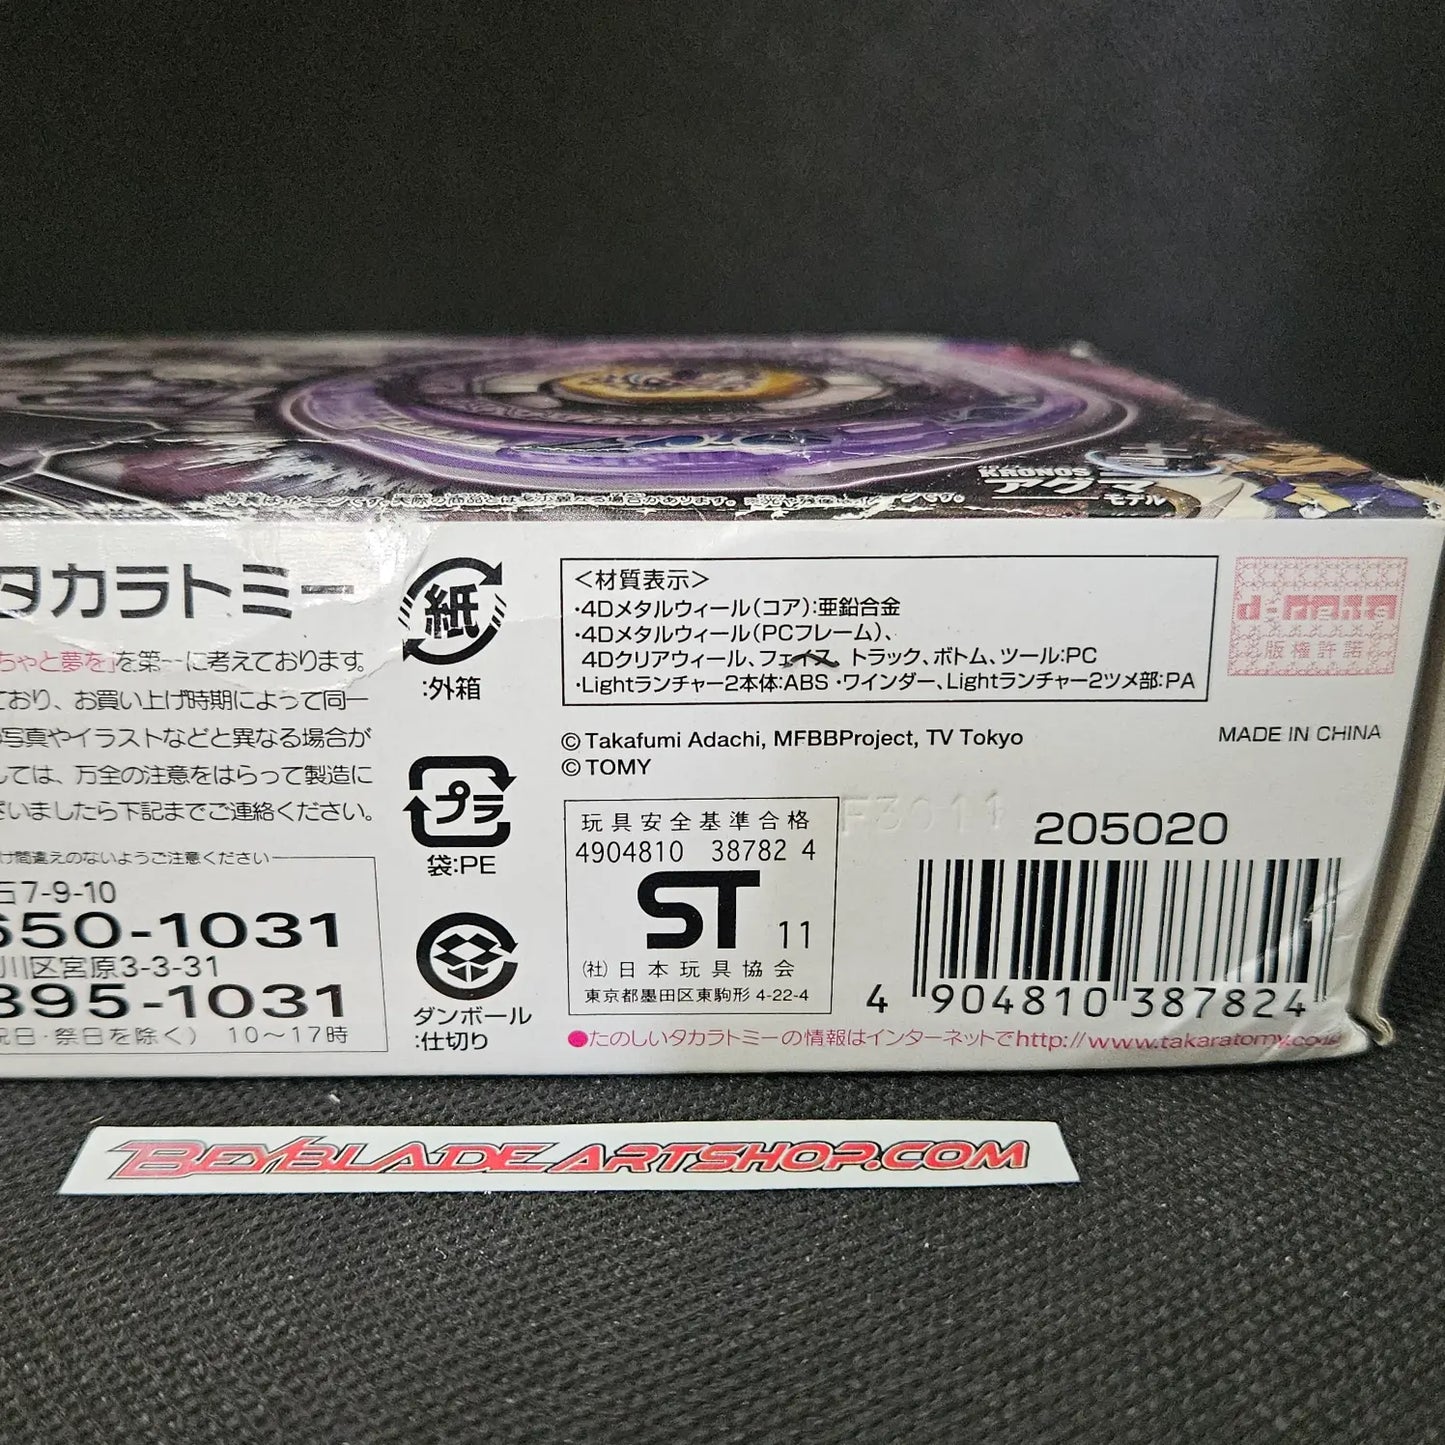 KRONOS
アグマ
モデル
タカラトミー
ちゃと夢を」を第一に考えております。
ており、お買い上げ時期によって同一
の写真やイラストなどと異なる場合が
しては、万全の注意をはらって製造に
ざいましたら下記までご連絡ください。
け間違えのないようご注意ください
石7-9-10
650-1031
川区宮原3-3-31
895-1031
祝日・祭日を除く) 10〜17時
紙
:外箱
プラ
袋:PE
ダンボール
:仕切り
<材質表示>
・4Dメタルウィール(コア):亜鉛合金
・4Dメタルウィール(PCフレーム)、
4Dクリアウィール、フェイス トラック、ボトム、ツール:PC
・Lightランチャー2本体:ABS ・ワインダー、Lightランチャー2ツメ部:PA
© Takafumi Adachi, MFBBProject, TV Tokyo
© TOMY
版権許諾
MADE IN CHINA
玩具安全基準合格
4904810 38782 4
ST 11
(社)日本玩具協会
東京都墨田区東駒形 4-22-4
F3011
205020
4 904810 387824
●たのしいタカラトミーの情報はインターネットでhttp://www.takaratomy.co.jp
BEYBLADE ARTSHOP.COM